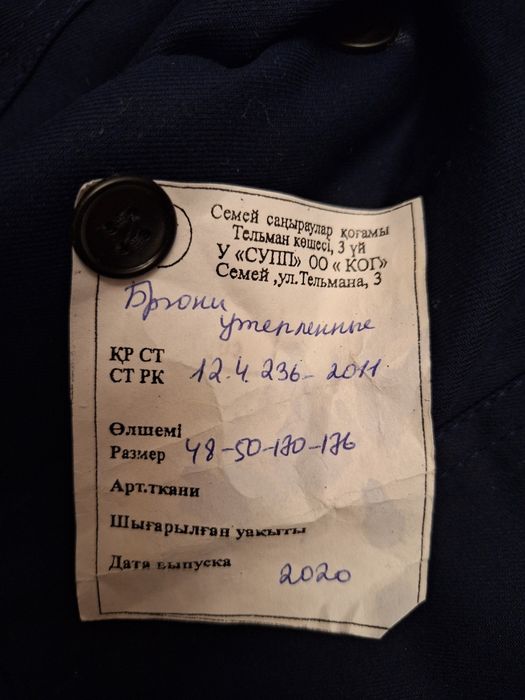 Семей саңыраулар қоғамы
Тельман көшесі, 3 үй
У «СУПП» ОО « КОГ»
Семей ,ул.Тельмана, 3
Брюки
утепленные
ҚР СТ
СТ РК 12.4.236-2011
Өлшемі
Размер 48-50-170-176
Арт.ткани
Шығарылған уақыты
Дата выпуска
2020